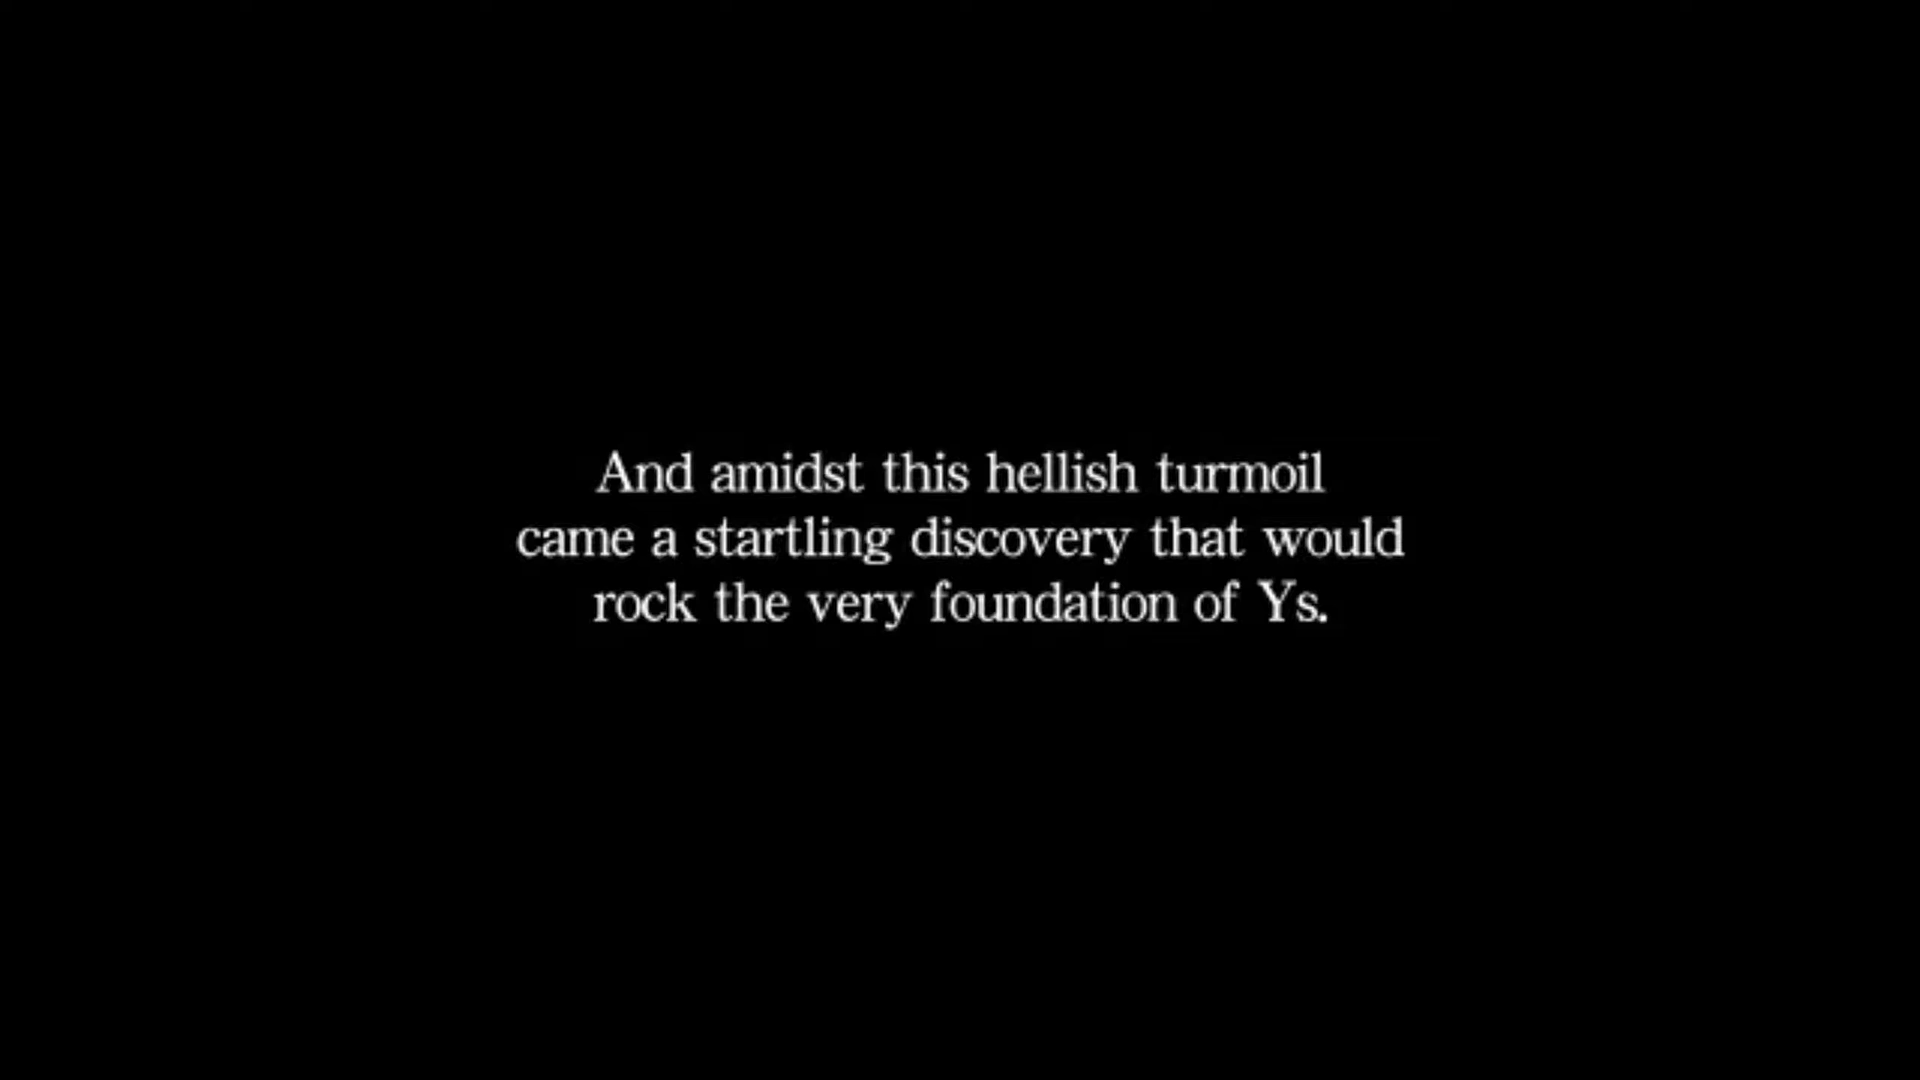 And amidst this hellish turmoil
came a startling discovery that would
rock the very foundation of Ys.